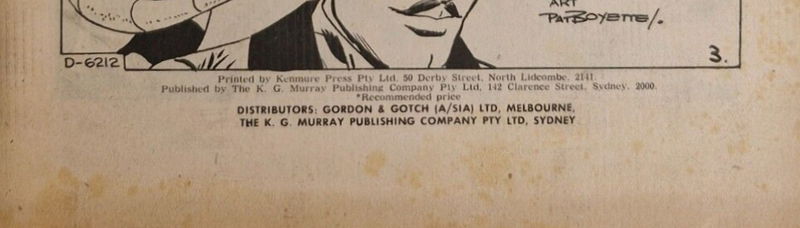 ART
PAT BOYETTE/.
D-6212
3.
Printed by Kenmure Press Pty Ltd. 50 Derby Street, North Lidcombe, 2141.
Published by The K. G. Murray Publishing Company Pty Ltd, 142 Clarence Street, Sydney. 2000.
*Recommended price
DISTRIBUTORS: GORDON & GOTCH (A/SIA) LTD, MELBOURNE,
THE K. G. MURRAY PUBLISHING COMPANY PTY LTD, SYDNEY